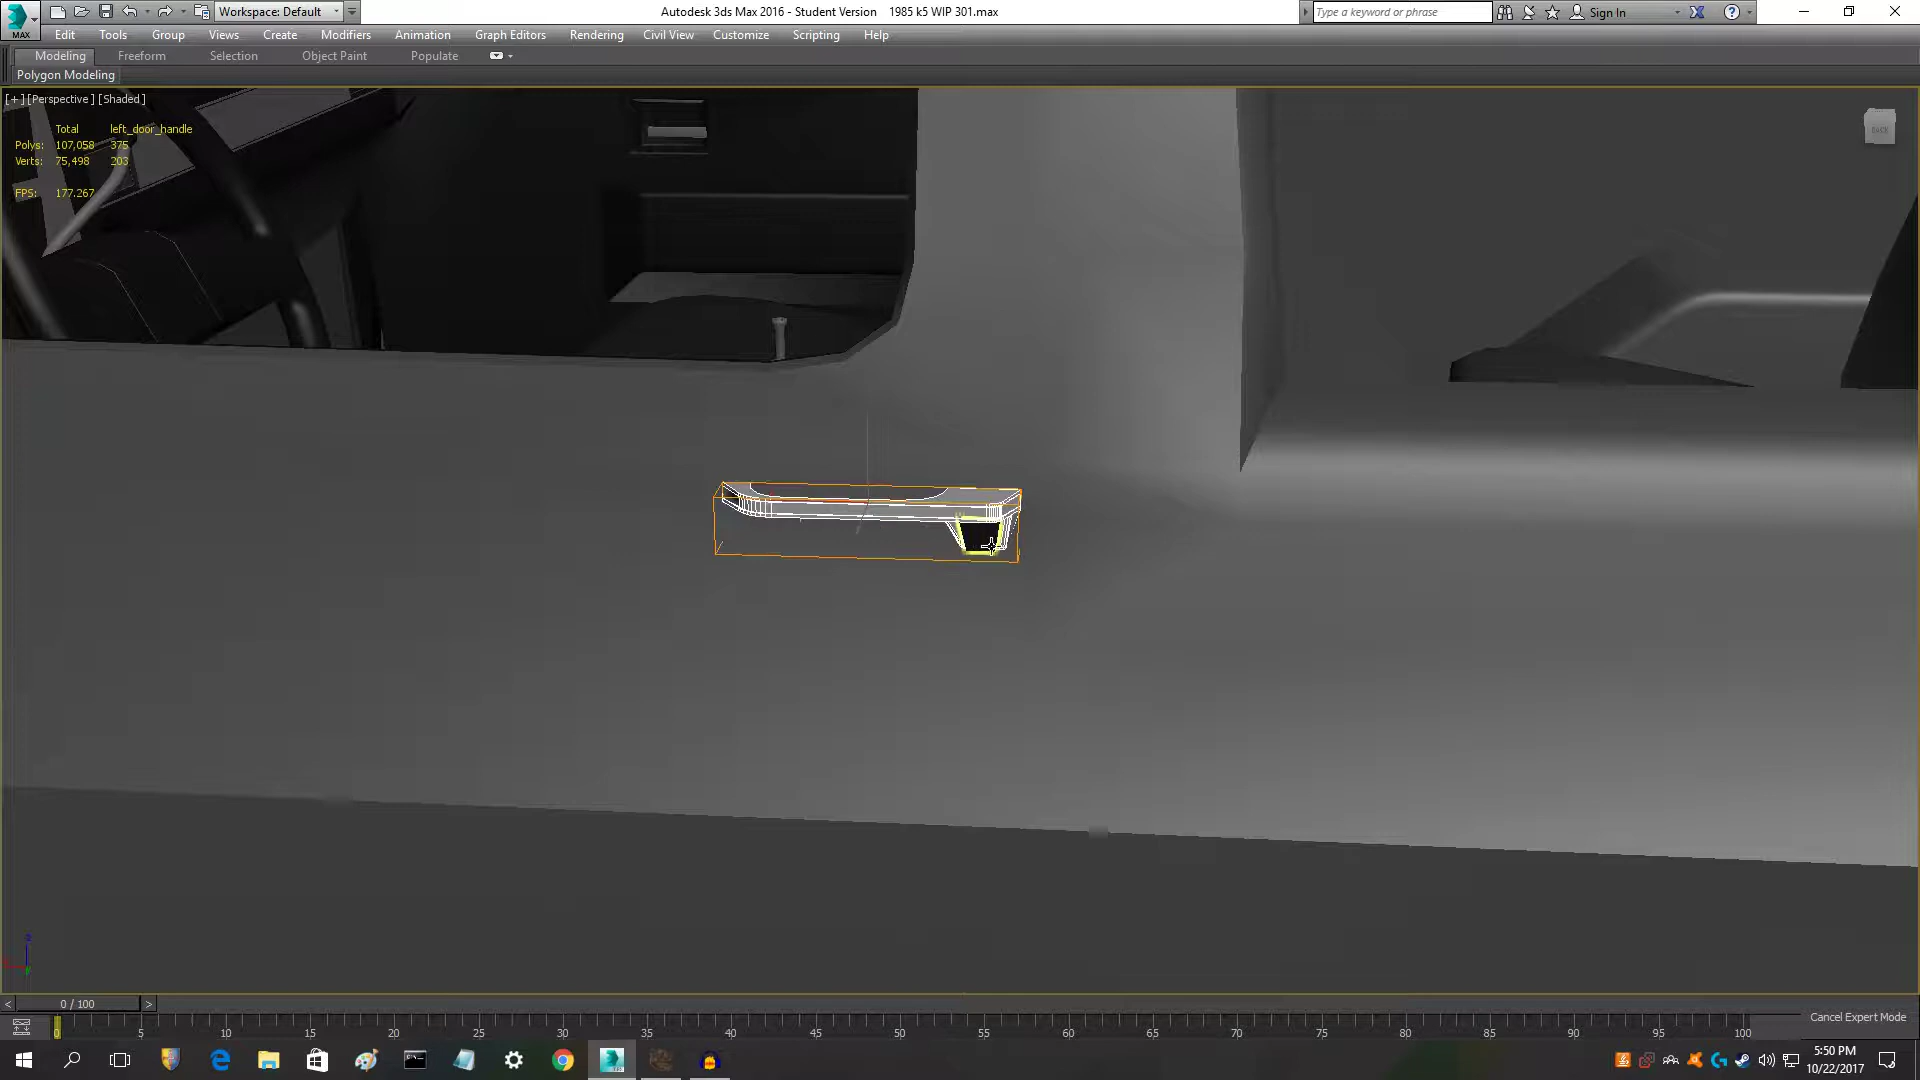 MAX
Workspace: Default
Autodesk 3ds Max 2016 - Student Version 1985 k5 WIP 301.max
Type a keyword or phrase
Sign In
Edit Tools Group Views Create Modifiers Animation Graph Editors Rendering Civil View Customize Scripting Help
Modeling Freeform Selection Object Paint Populate
Polygon Modeling
[+] [Perspective] [Shaded]
Total left_door_handle
Polys: 107,058 375
Verts: 75,498 203
FPS: 177.267
BACK
z
< 0 / 100 >
0 5 10 15 20 25 30 35 40 45 50 55 60 65 70 75 80 85 90 95 100
Cancel Expert Mode
5:50 PM
10/22/2017